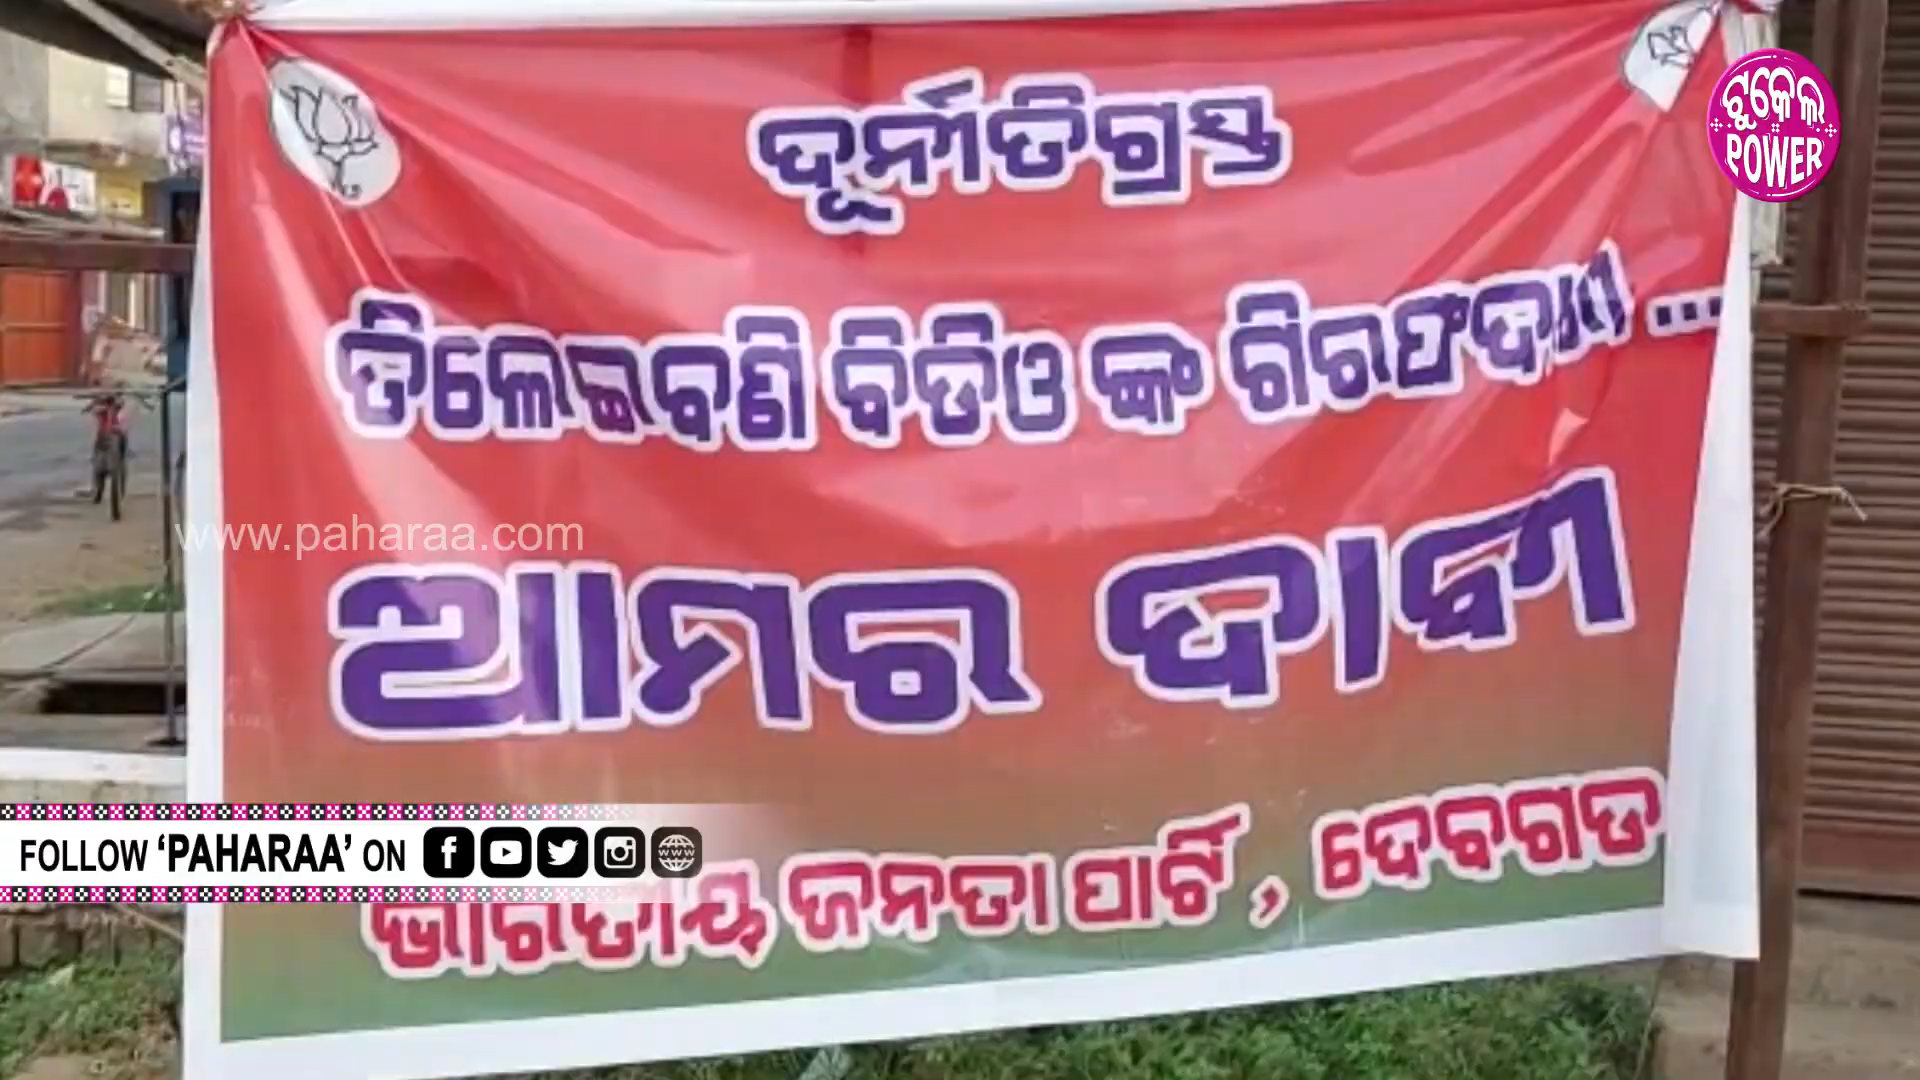 ଟୁକେଲ
POWER
ଦୂର୍ନୀତିଗ୍ରସ୍ତ
ତିଲେଇବଣି ବିଡିଓ ଙ୍କ ଗିରଫଦାରୀ ...
www.paharaa.com
ଆମର ଦାବୀ
FOLLOW ‘PAHARAA’ ON
ଭାରତୀୟ ଜନତା ପାର୍ଟି , ଦେବଗଡ